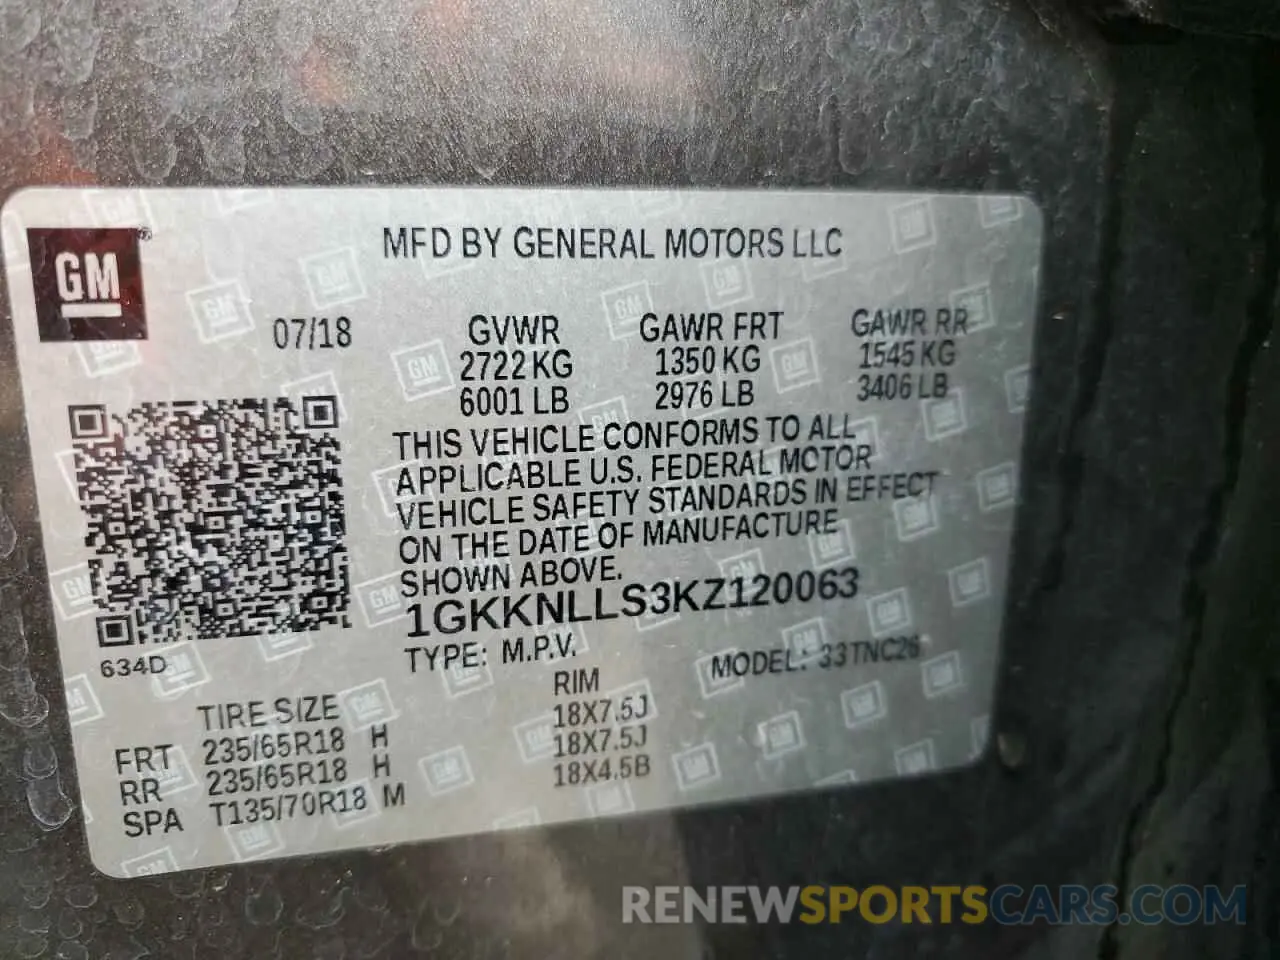 GM®
MFD BY GENERAL MOTORS LLC
07/18
GVWR GAWR FRT GAWR RR
2722 KG 1350 KG 1545 KG
6001 LB 2976 LB 3406 LB
THIS VEHICLE CONFORMS TO ALL
APPLICABLE U.S. FEDERAL MOTOR
VEHICLE SAFETY STANDARDS IN EFFECT
ON THE DATE OF MANUFACTURE
SHOWN ABOVE.
1GKKNLLS3KZ120063
634D
TYPE: M.P.V. MODEL: 33TNC26
TIRE SIZE RIM
FRT 235/65R18 H 18X7.5J
RR 235/65R18 H 18X7.5J
SPA T135/70R18 M 18X4.5B
RENEWSPORTSCARS.COM